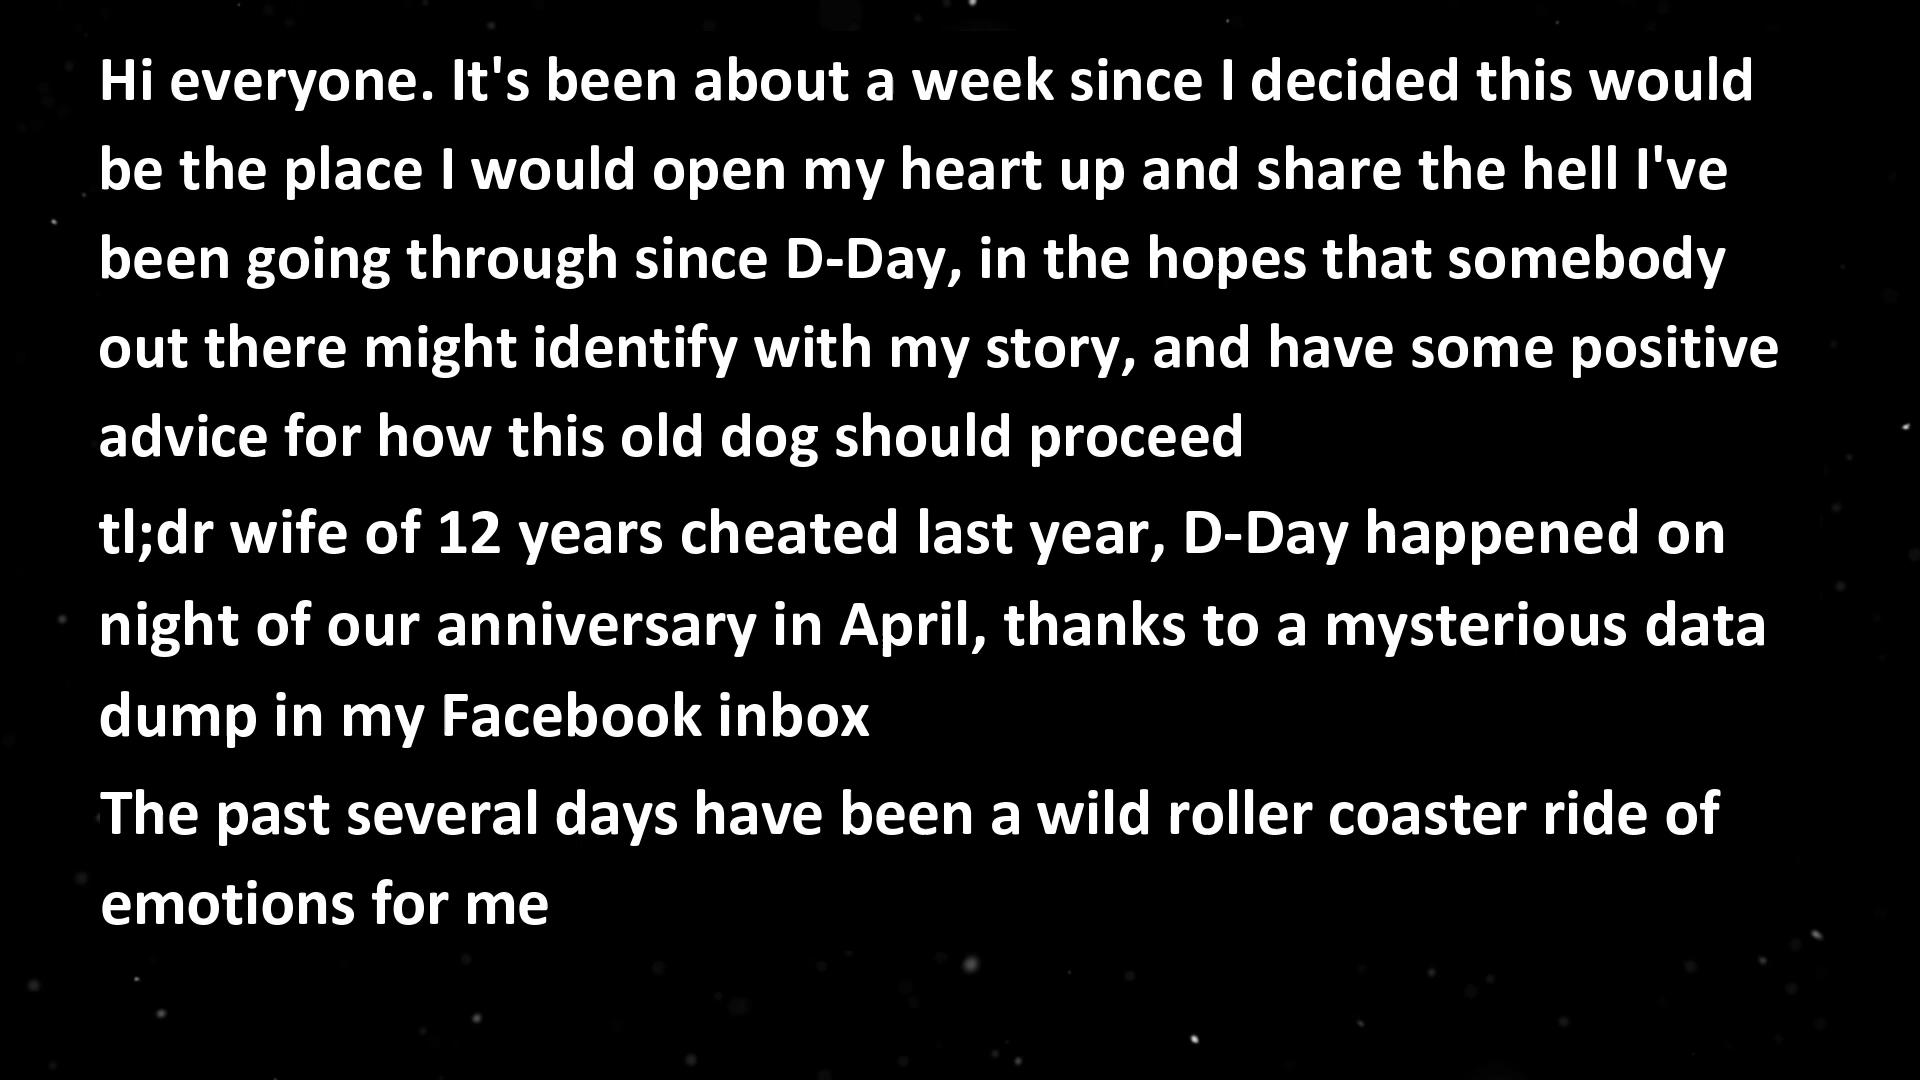 Hi everyone. It's been about a week since I decided this would
be the place I would open my heart up and share the hell I've
been going through since D-Day, in the hopes that somebody
out there might identify with my story, and have some positive
advice for how this old dog should proceed
tl;dr wife of 12 years cheated last year, D-Day happened on
night of our anniversary in April, thanks to a mysterious data
dump in my Facebook inbox
The past several days have been a wild roller coaster ride of
emotions for me